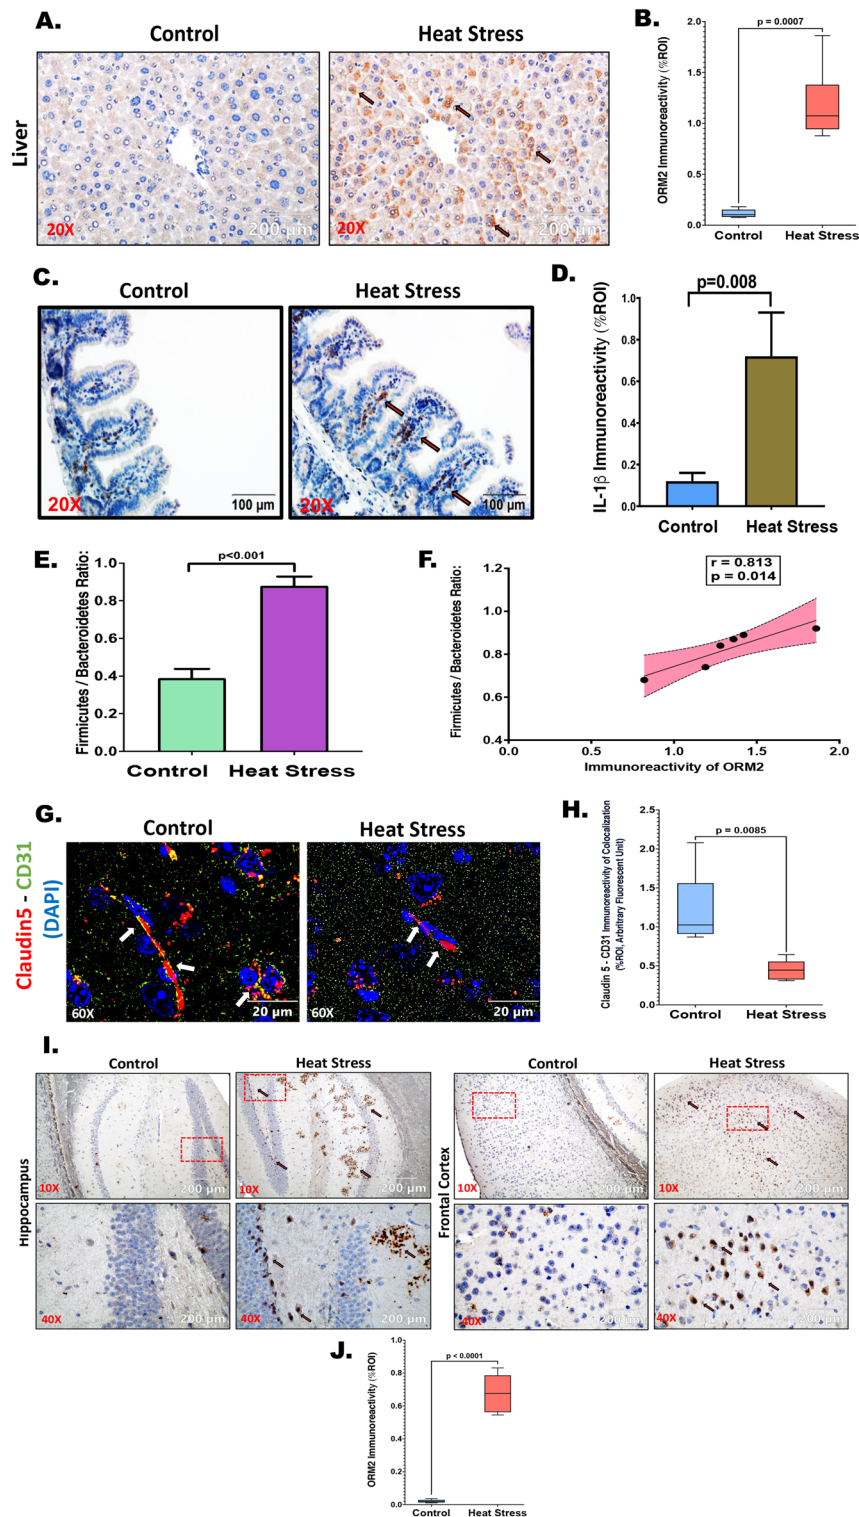 A.
Control
Heat Stress
Liver
20X
200 µm
20X
200 µm
B.
p = 0.0007
ORM2 Immunoreactivity (%ROI)
2.0
1.5
1.0
0.5
0.0
Control
Heat Stress
C.
Control
Heat Stress
20X
100 µm
20X
100 µm
D.
p=0.008
IL-1β Immunoreactivity (%ROI)
1.0
0.8
0.6
0.4
0.2
0.0
Control
Heat Stress
E.
p<0.001
Firmicutes / Bacteroidetes Ratio:
1.0
0.8
0.6
0.4
0.2
0.0
Control
Heat Stress
F.
r = 0.813
p = 0.014
Firmicutes / Bacteroidetes Ratio:
1.2
1.0
0.8
0.6
0.4
0.0
0.5
1.0
1.5
2.0
Immunoreactivity of ORM2
G.
Control
Heat Stress
Claudin5 - CD31
(DAPI)
60X
20 µm
60X
20 µm
H.
p = 0.0085
Claudin 5 - CD31 Immunoreactivity of Colocalization
(%ROI, Arbritrary Fluorescent Unit)
2.5
2.0
1.5
1.0
0.5
0.0
Control
Heat Stress
I.
Control
Heat Stress
Control
Heat Stress
Hippocampus
10X
200 µm
10X
200 µm
Frontal Cortex
10X
200 µm
10X
200 µm
40X
200 µm
40X
200 µm
40X
200 µm
40X
200 µm
J.
p < 0.0001
ORM2 Immunoreactivity (%ROI)
1.0
0.8
0.6
0.4
0.2
0.0
Control
Heat Stress